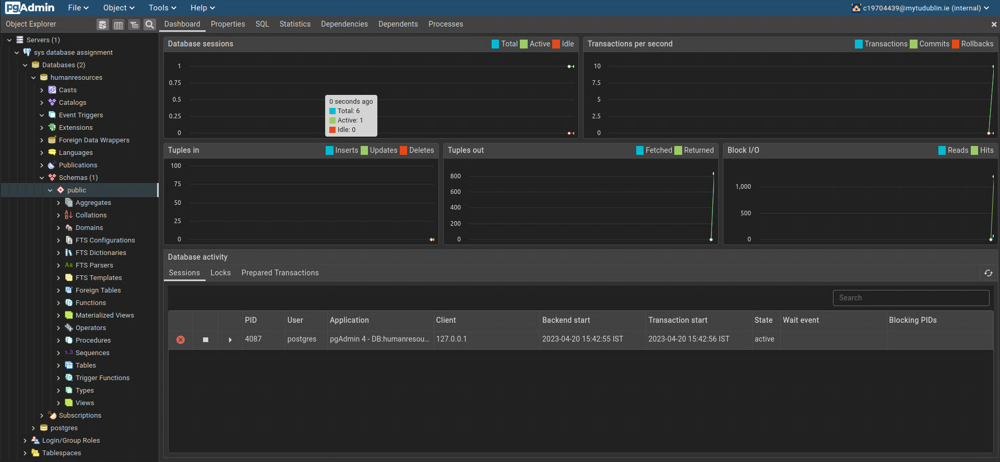 pgAdmin File Object Tools Help c19704439@mytudublin.ie (internal)
Object Explorer
Dashboard Properties SQL Statistics Dependencies Dependents Processes
Servers (1)
sys database assignment
Databases (2)
humanresources
Casts
Catalogs
Event Triggers
Extensions
Foreign Data Wrappers
Languages
Publications
Schemas (1)
public
Aggregates
Collations
Domains
FTS Configurations
FTS Dictionaries
Aa FTS Parsers
FTS Templates
Foreign Tables
Functions
Materialized Views
Operators
Procedures
1..3 Sequences
Tables
Trigger Functions
Types
Views
Subscriptions
postgres
Login/Group Roles
Tablespaces
Database sessions Total Active Idle
1
0.75
0.5
0.25
0
0 seconds ago
Total: 6
Active: 1
Idle: 0
Transactions per second Transactions Commits Rollbacks
10
7.5
5
2.5
0
Tuples in Inserts Updates Deletes
100
75
50
25
0
Tuples out Fetched Returned
800
600
400
200
0
Block I/O Reads Hits
1,000
500
0
Database activity
Sessions Locks Prepared Transactions
Search
PID User Application Client Backend start Transaction start State Wait event Blocking PIDs
4087 postgres pgAdmin 4 - DB:humanresou... 127.0.0.1 2023-04-20 15:42:55 IST 2023-04-20 15:42:56 IST active